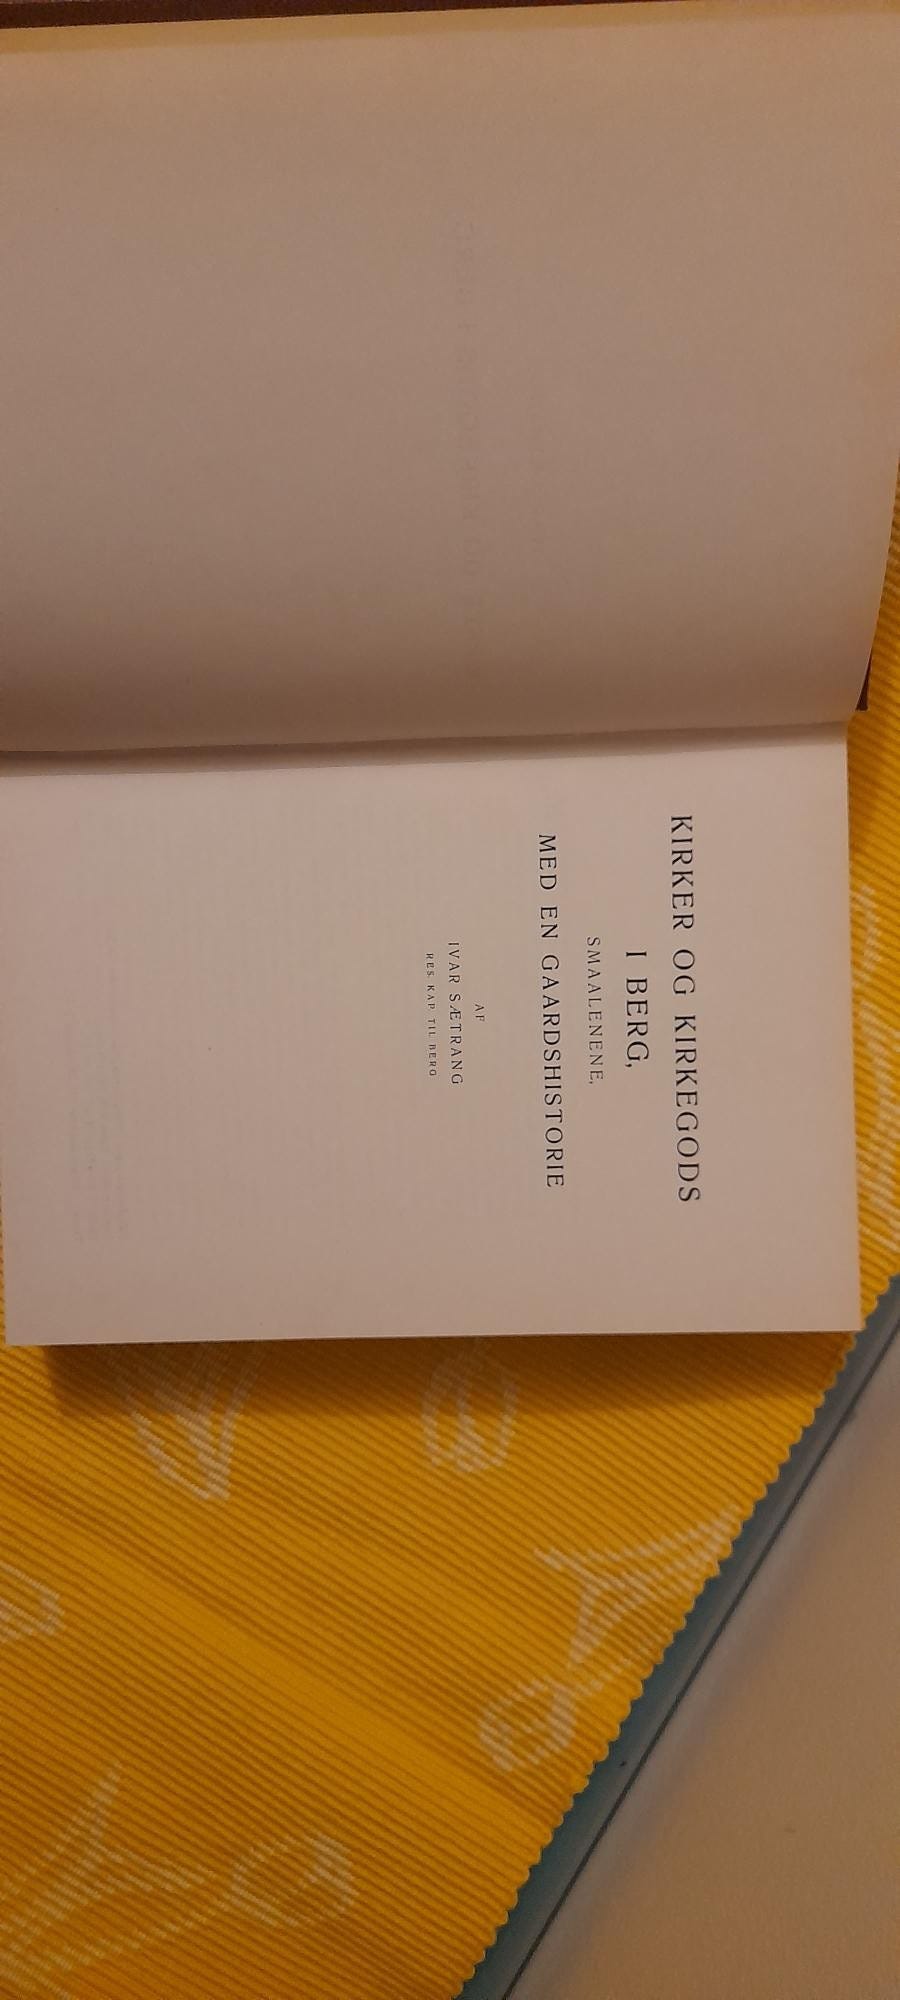 KIRKER OG KIRKEGODS
I BERG,
SMAALENENE,
MED EN GAARDSHISTORIE
AF
IVAR SÆTRANG
RES. KAP. TIL BERG